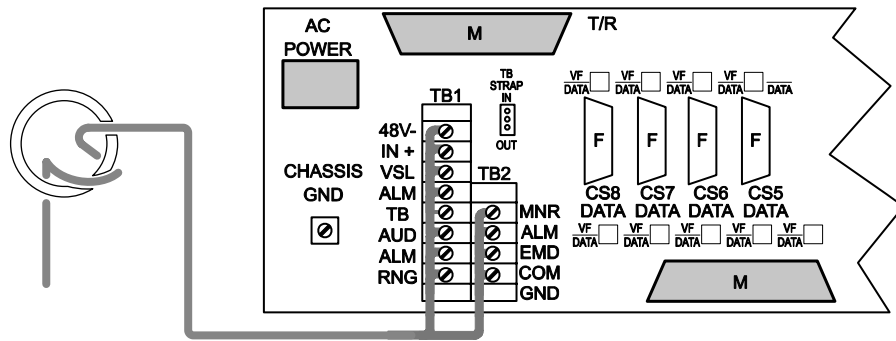 AC
POWER
M
T/R
TB
STRAP
IN
OUT
VF
DATA
VF
DATA
VF
DATA
VF
DATA
DATA
TB1
48V-
IN +
VSL
ALM
TB
AUD
ALM
RNG
CHASSIS
GND
TB2
MNR
ALM
EMD
COM
GND
F
F
F
F
CS8
DATA
CS7
DATA
CS6
DATA
CS5
DATA
VF
DATA
VF
DATA
VF
DATA
VF
DATA
VF
DATA
M